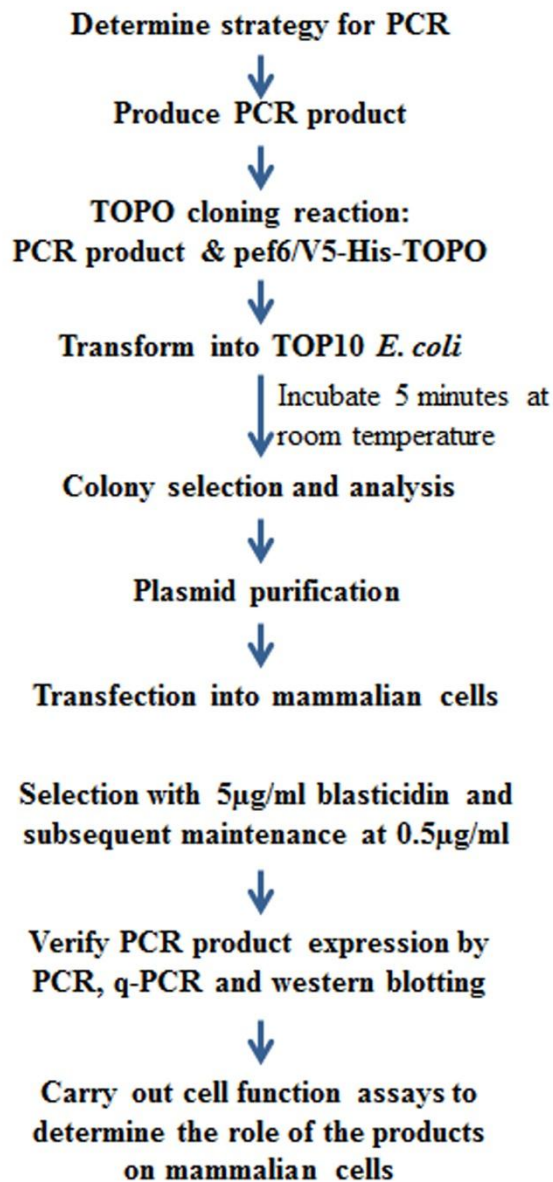 Determine strategy for PCR
Produce PCR product
TOPO cloning reaction:
PCR product & pef6/V5-His-TOPO
Transform into TOP10 E. coli
Incubate 5 minutes at
room temperature
Colony selection and analysis
Plasmid purification
Transfection into mammalian cells
Selection with 5µg/ml blasticidin and
subsequent maintenance at 0.5µg/ml
Verify PCR product expression by
PCR, q-PCR and western blotting
Carry out cell function assays to
determine the role of the products
on mammalian cells